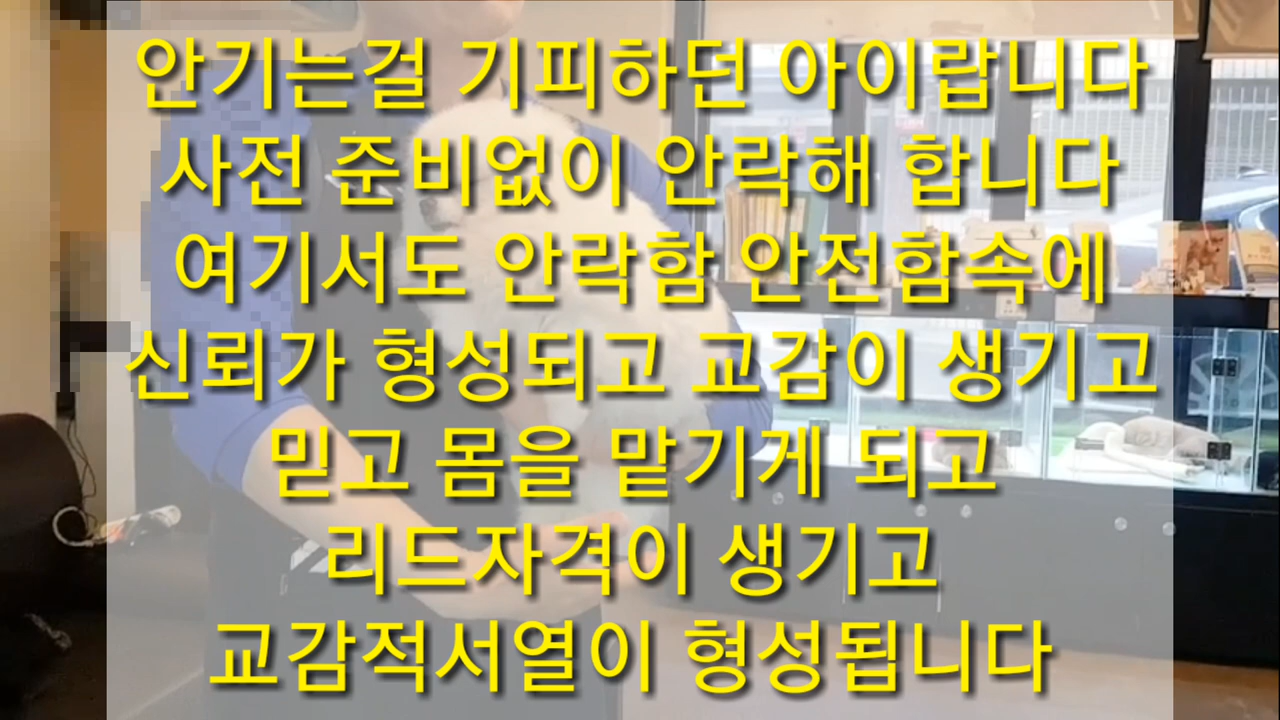 안기는걸 기피하던 아이랍니다
사전 준비없이 안락해 합니다
여기서도 안락함 안전함속에
신뢰가 형성되고 교감이 생기고
믿고 몸을 맡기게 되고
리드자격이 생기고
교감적서열이 형성됩니다